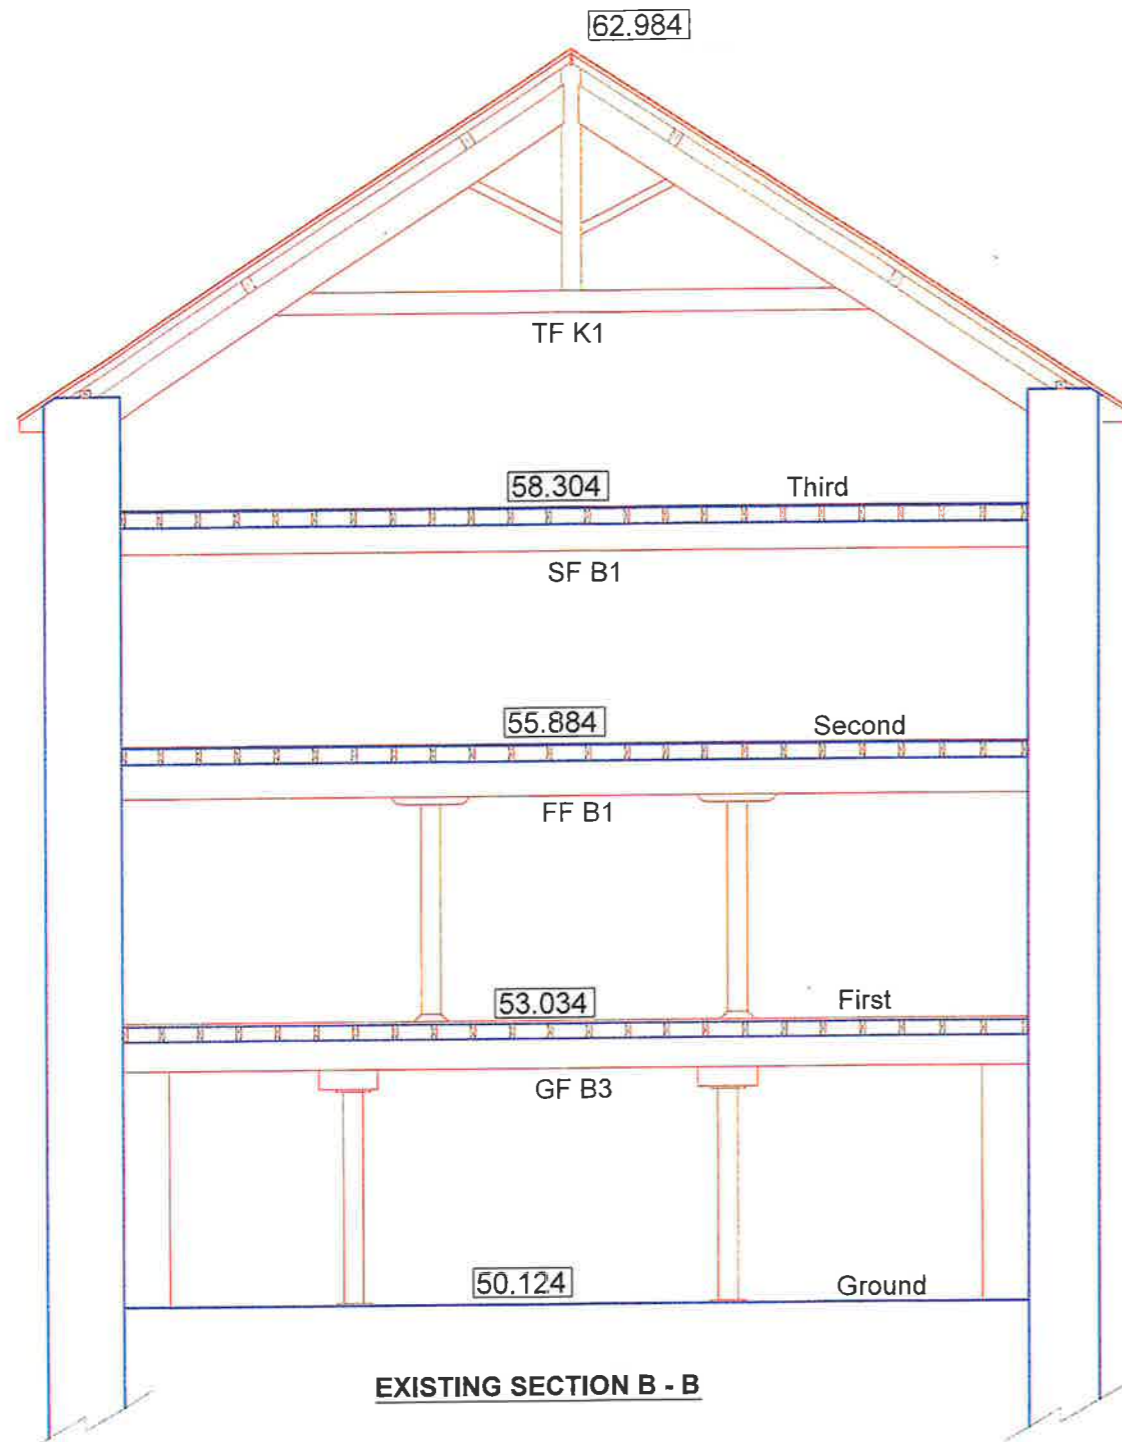 62.984
TF K1
58.304 Third
SF B1
55.884 Second
FF B1
53.034 First
GF B3
50.124 Ground
EXISTING SECTION B - B